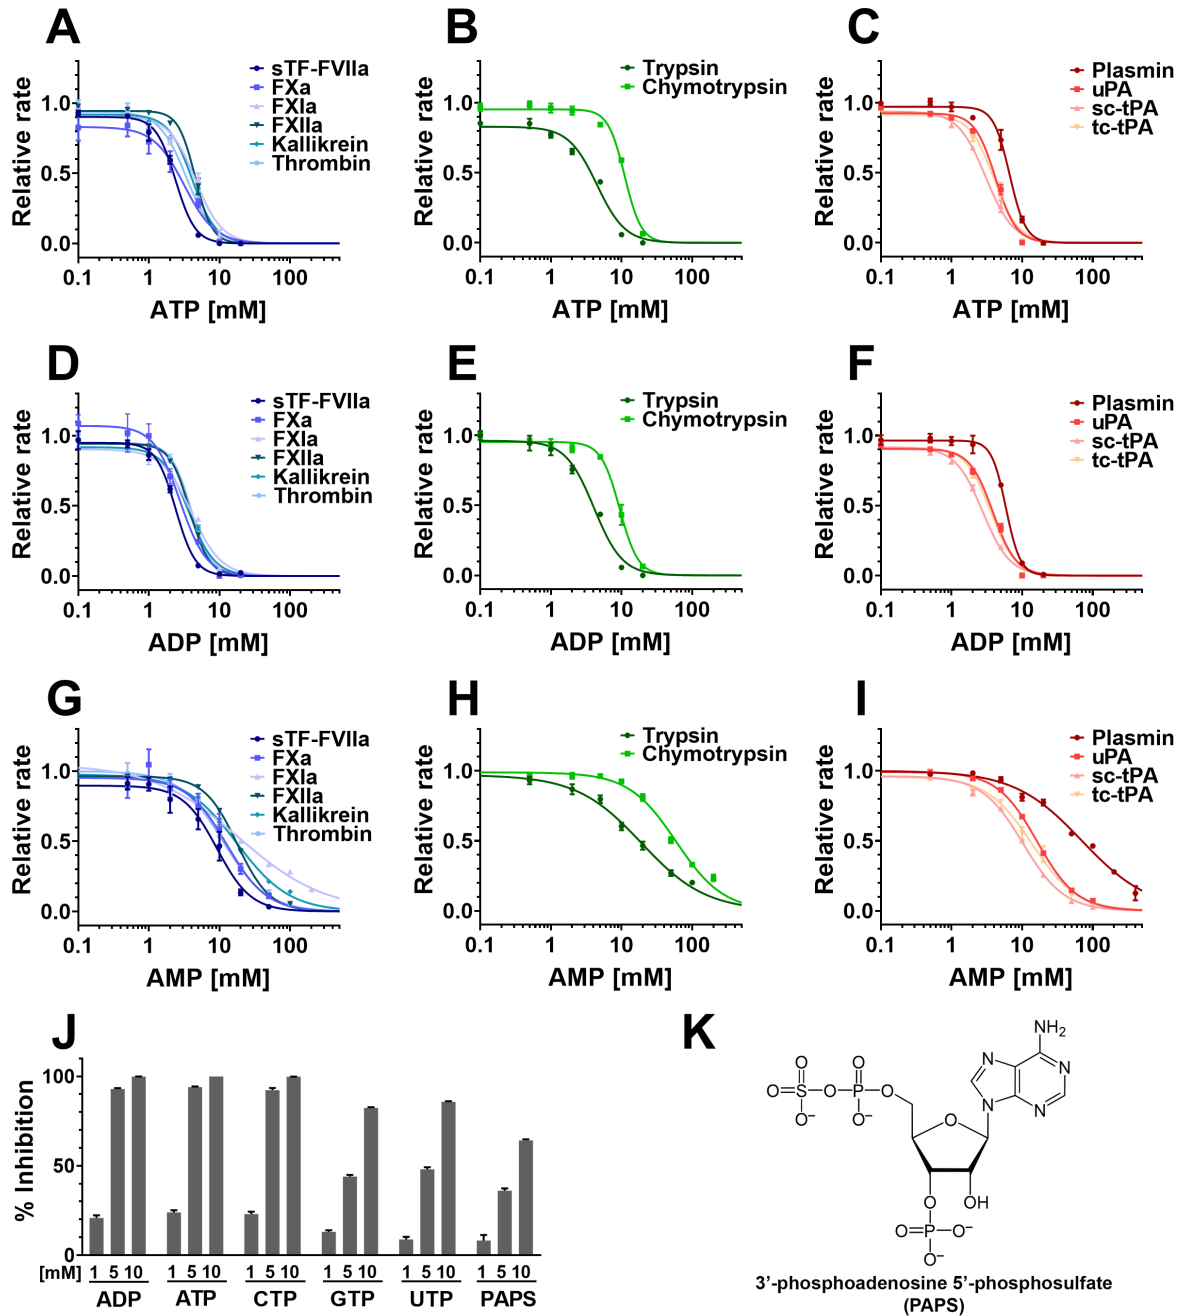 A
Relative rate
1.0
0.5
0.0
0.1 1 10 100
ATP [mM]
sTF-FVIIa
FXa
FXIa
FXIIa
Kallikrein
Thrombin
B
Relative rate
1.0
0.5
0.0
0.1 1 10 100
ATP [mM]
Trypsin
Chymotrypsin
C
Relative rate
1.0
0.5
0.0
0.1 1 10 100
ATP [mM]
Plasmin
uPA
sc-tPA
tc-tPA
D
Relative rate
1.0
0.5
0.0
0.1 1 10 100
ADP [mM]
sTF-FVIIa
FXa
FXIa
FXIIa
Kallikrein
Thrombin
E
Relative rate
1.0
0.5
0.0
0.1 1 10 100
ADP [mM]
Trypsin
Chymotrypsin
F
Relative rate
1.0
0.5
0.0
0.1 1 10 100
ADP [mM]
Plasmin
uPA
sc-tPA
tc-tPA
G
Relative rate
1.0
0.5
0.0
0.1 1 10 100
AMP [mM]
sTF-FVIIa
FXa
FXIa
FXIIa
Kallikrein
Thrombin
H
Relative rate
1.0
0.5
0.0
0.1 1 10 100
AMP [mM]
Trypsin
Chymotrypsin
I
Relative rate
1.0
0.5
0.0
0.1 1 10 100
AMP [mM]
Plasmin
uPA
sc-tPA
tc-tPA
J
% Inhibition
100
50
0
[mM] 1 5 10 1 5 10 1 5 10 1 5 10 1 5 10 1 5 10
ADP ATP CTP GTP UTP PAPS
K
NH₂
O O N N
O S O P O
O⁻ O⁻ O N N
O OH
O P O⁻
O⁻
3’-phosphoadenosine 5’-phosphosulfate
(PAPS)